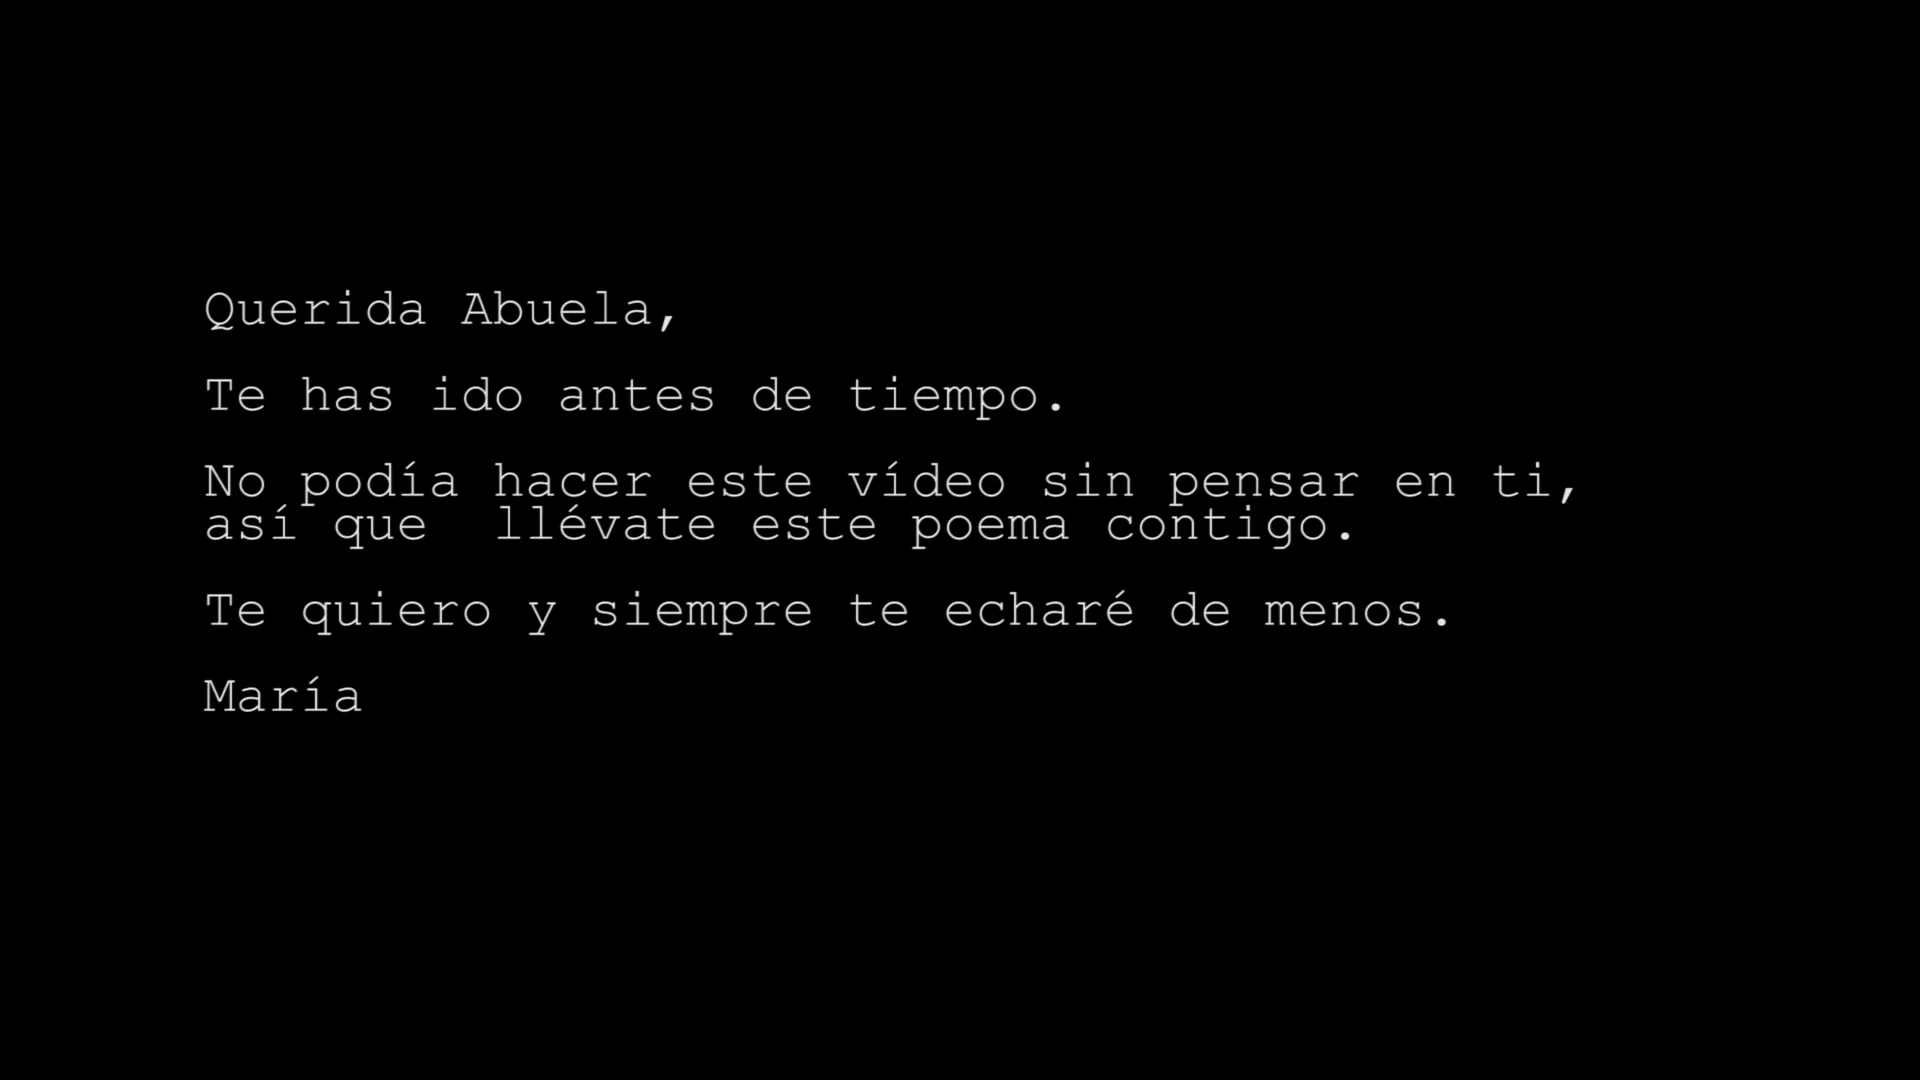 Querida Abuela,
Te has ido antes de tiempo.
No podía hacer este vídeo sin pensar en ti,
así que  llévate este poema contigo.
Te quiero y siempre te echaré de menos.
María